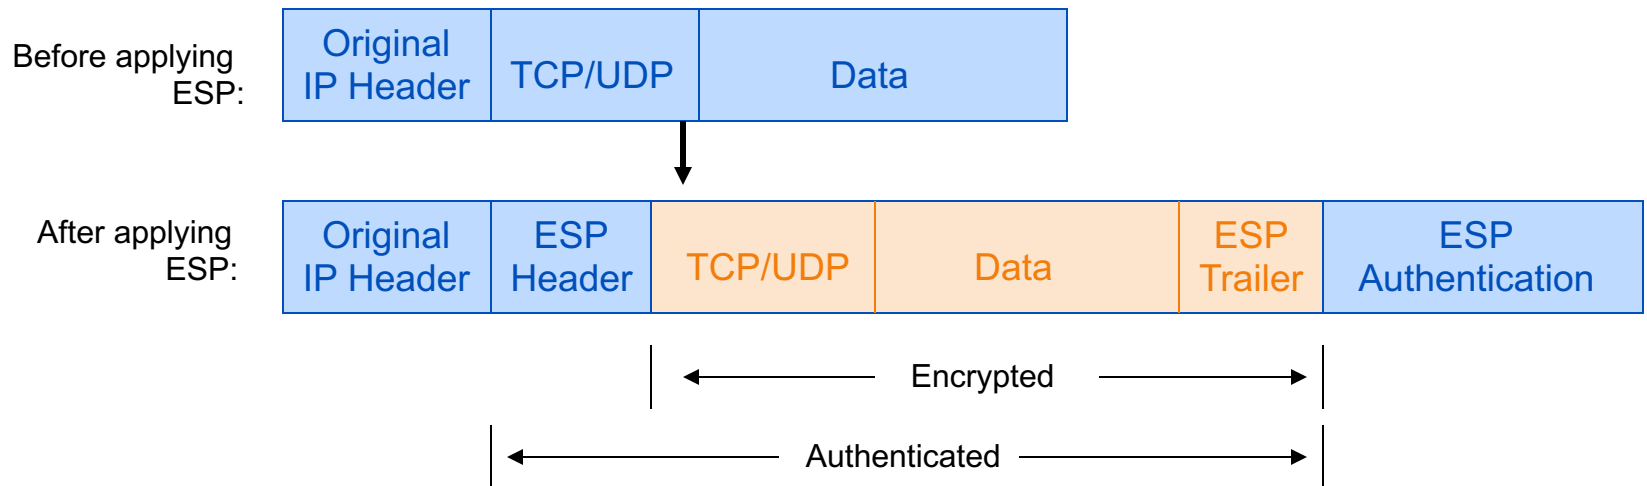 Before applying
ESP:
Original
IP Header
TCP/UDP
Data
After applying
ESP:
Original
IP Header
ESP
Header
TCP/UDP
Data
ESP
Trailer
ESP
Authentication
Encrypted
Authenticated